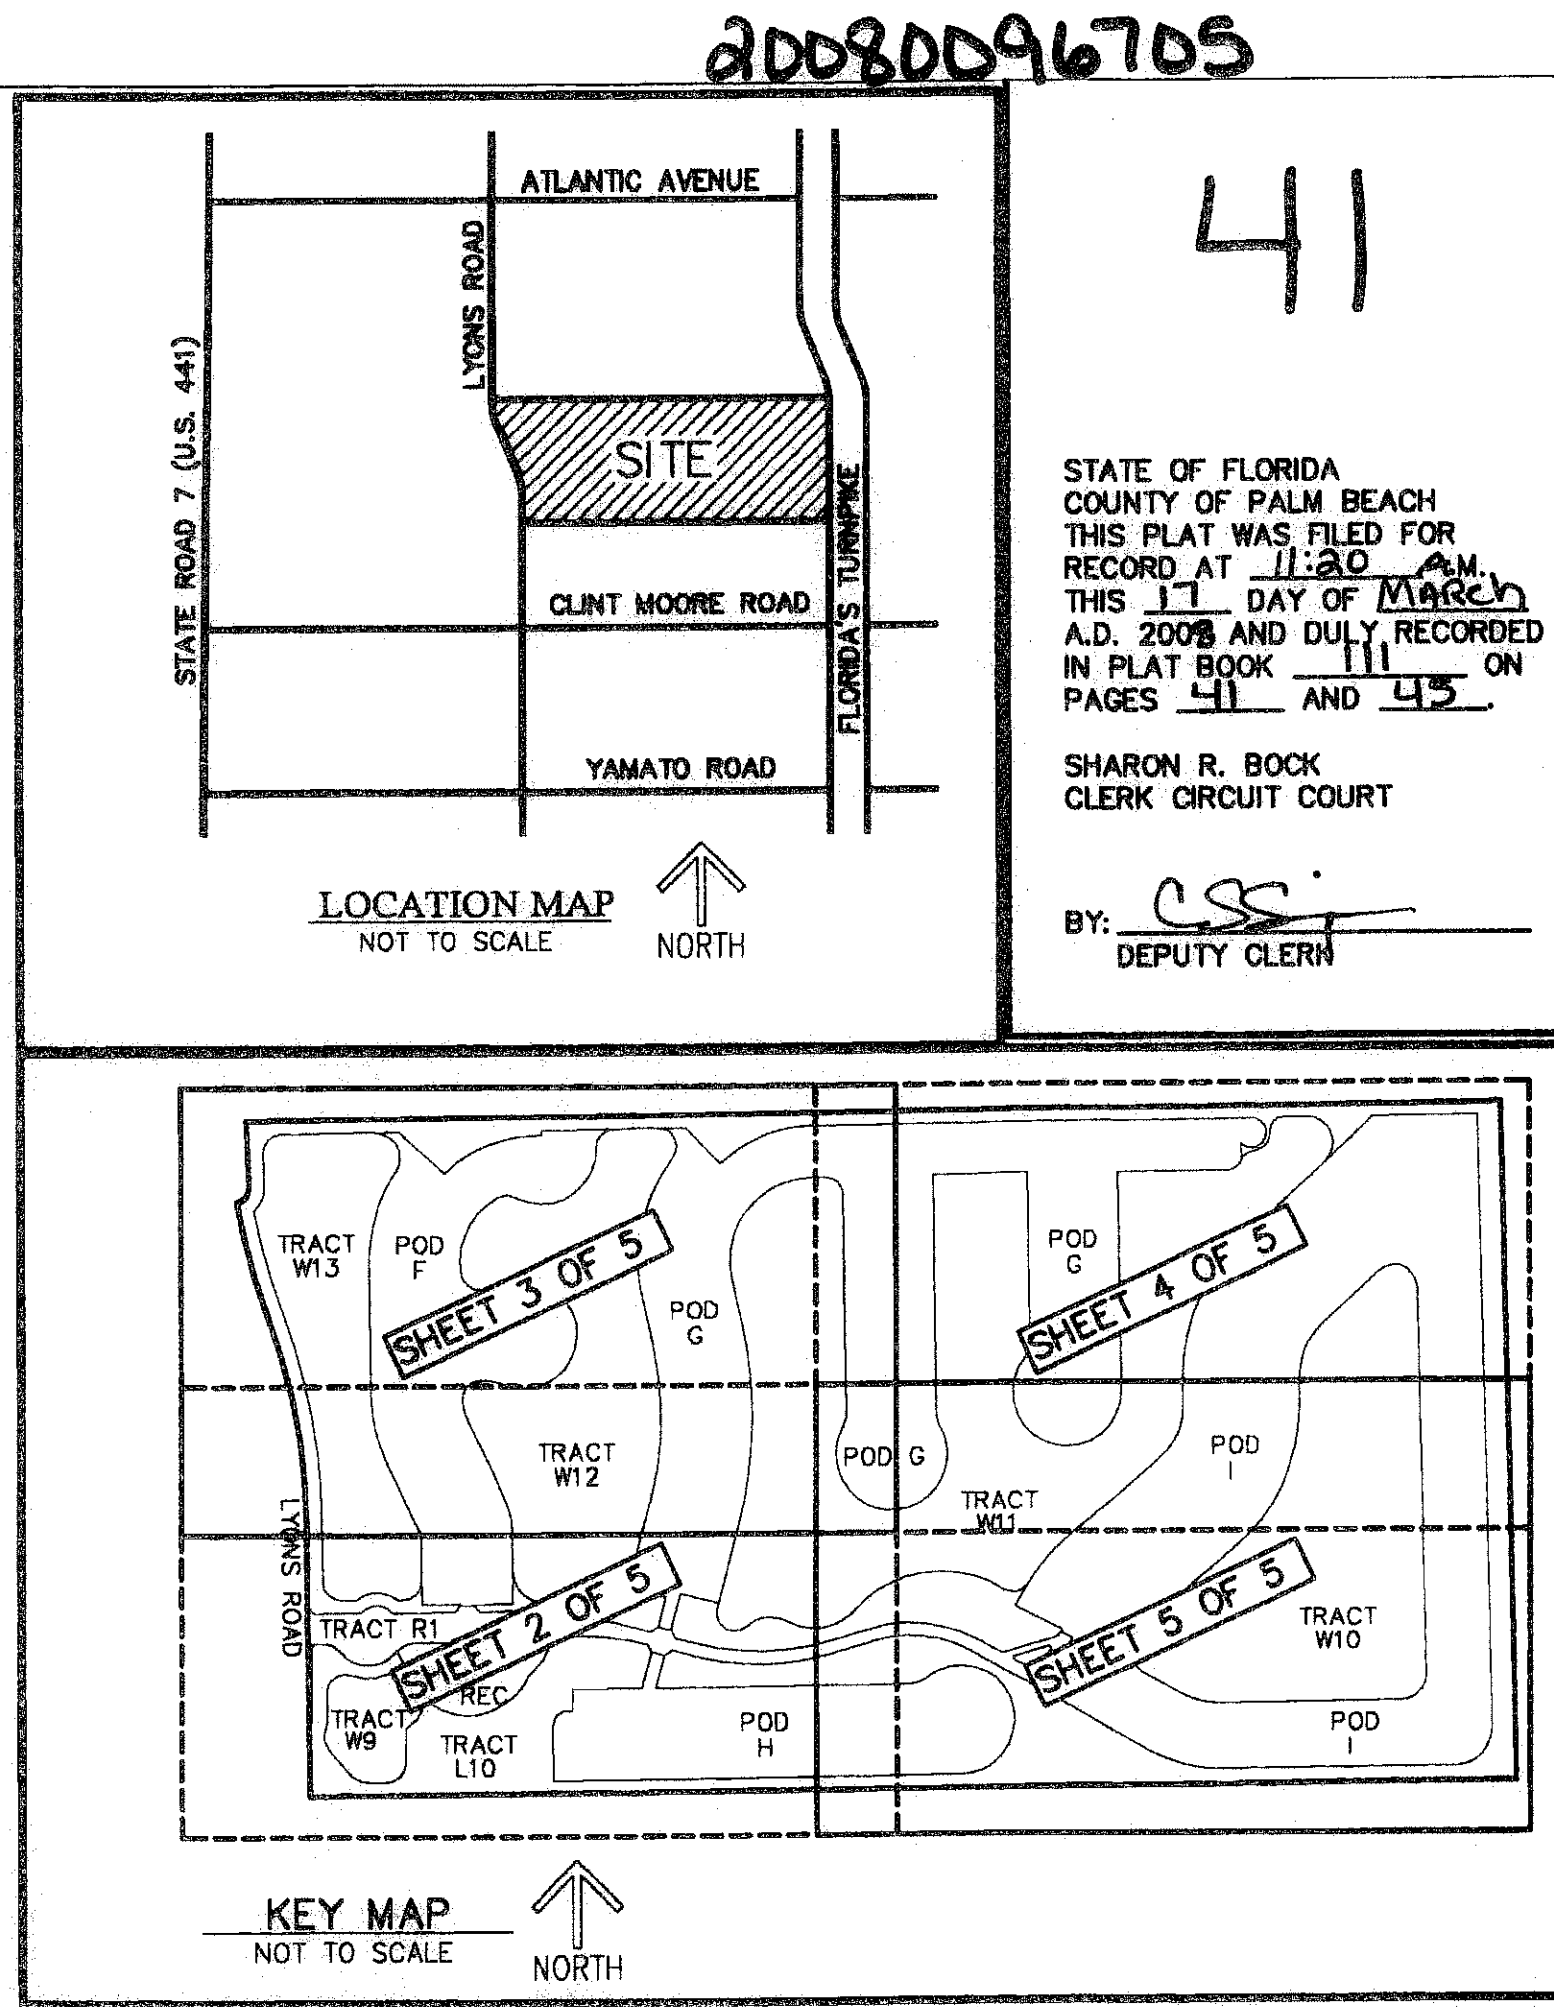 20080096705
ATLANTIC AVENUE
LYONS ROAD
STATE ROAD 7 (U.S. 441)
SITE
FLORIDA'S TURNPIKE
CLINT MOORE ROAD
YAMATO ROAD
LOCATION MAP
NOT TO SCALE
NORTH
41
STATE OF FLORIDA
COUNTY OF PALM BEACH
THIS PLAT WAS FILED FOR
RECORD AT 11:20 A.M.
THIS 17 DAY OF MARCH
A.D. 2008 AND DULY RECORDED
IN PLAT BOOK 111 ON
PAGES 41 AND 45.
SHARON R. BOCK
CLERK CIRCUIT COURT
BY:
DEPUTY CLERK
TRACT
W13
POD
F
SHEET 3 OF 5
POD
G
POD
G
SHEET 4 OF 5
TRACT
W12
POD G
TRACT
W11
POD
I
LYONS ROAD
TRACT R1
SHEET 2 OF 5
REC
TRACT
W9
TRACT
L10
POD
H
SHEET 5 OF 5
TRACT
W10
POD
I
KEY MAP
NOT TO SCALE
NORTH